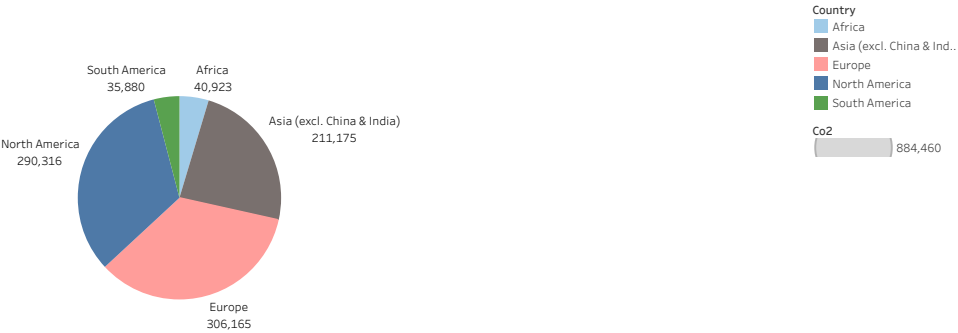 South America
35,880
Africa
40,923
Asia (excl. China & India)
211,175
North America
290,316
Europe
306,165
Country
Africa
Asia (excl. China & Ind..
Europe
North America
South America
Co2
884,460